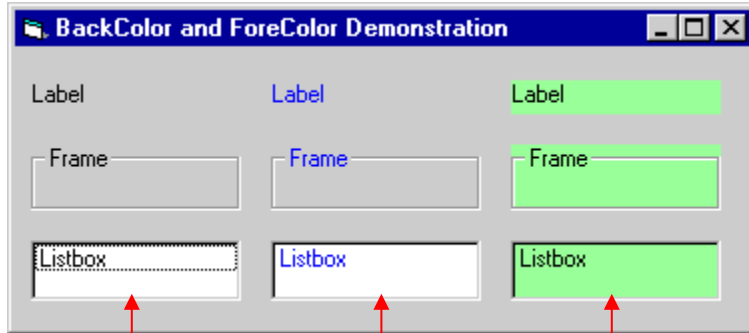 BackColor and ForeColor Demonstration
Label Label Label
Frame Frame Frame
Listbox Listbox Listbox